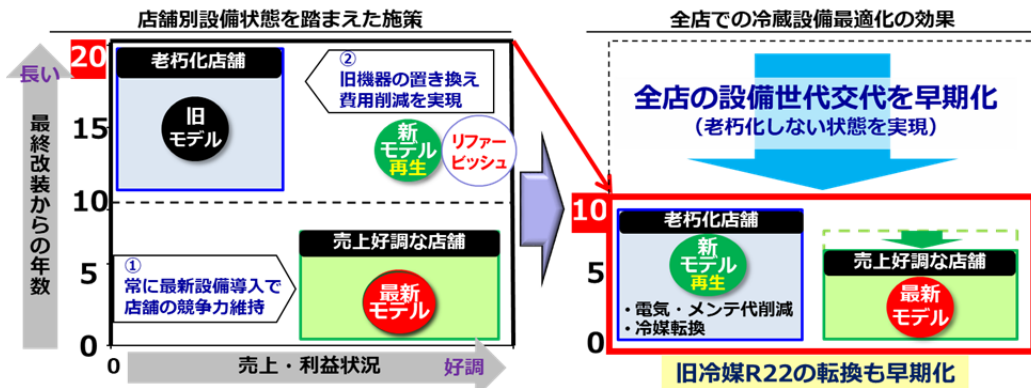 店舗別設備状態を踏まえた施策
20
長い
最終改装からの年数
15
10
5
0
老朽化店舗
旧
モデル
②
旧機器の置き換え
費用削減を実現
新
モデル
再生
リファー
ビッシュ
①
常に最新設備導入で
店舗の競争力維持
売上好調な店舗
最新
モデル
0
売上・利益状況
好調
全店での冷蔵設備最適化の効果
全店の設備世代交代を早期化
(老朽化しない状態を実現)
10
5
0
老朽化店舗
新
モデル
再生
・電気・メンテ代削減
・冷媒転換
売上好調な店舗
最新
モデル
旧冷媒R22の転換も早期化